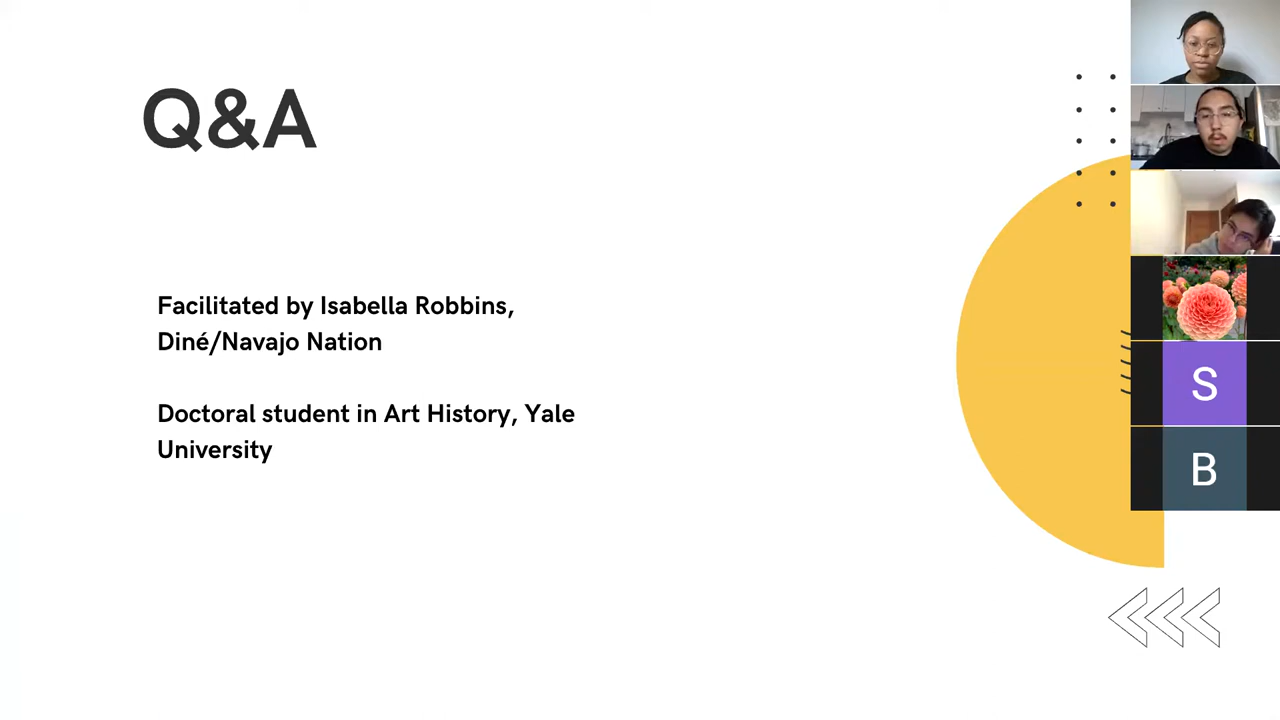 Q&A
Facilitated by Isabella Robbins,
Diné/Navajo Nation
Doctoral student in Art History, Yale
University
S
B